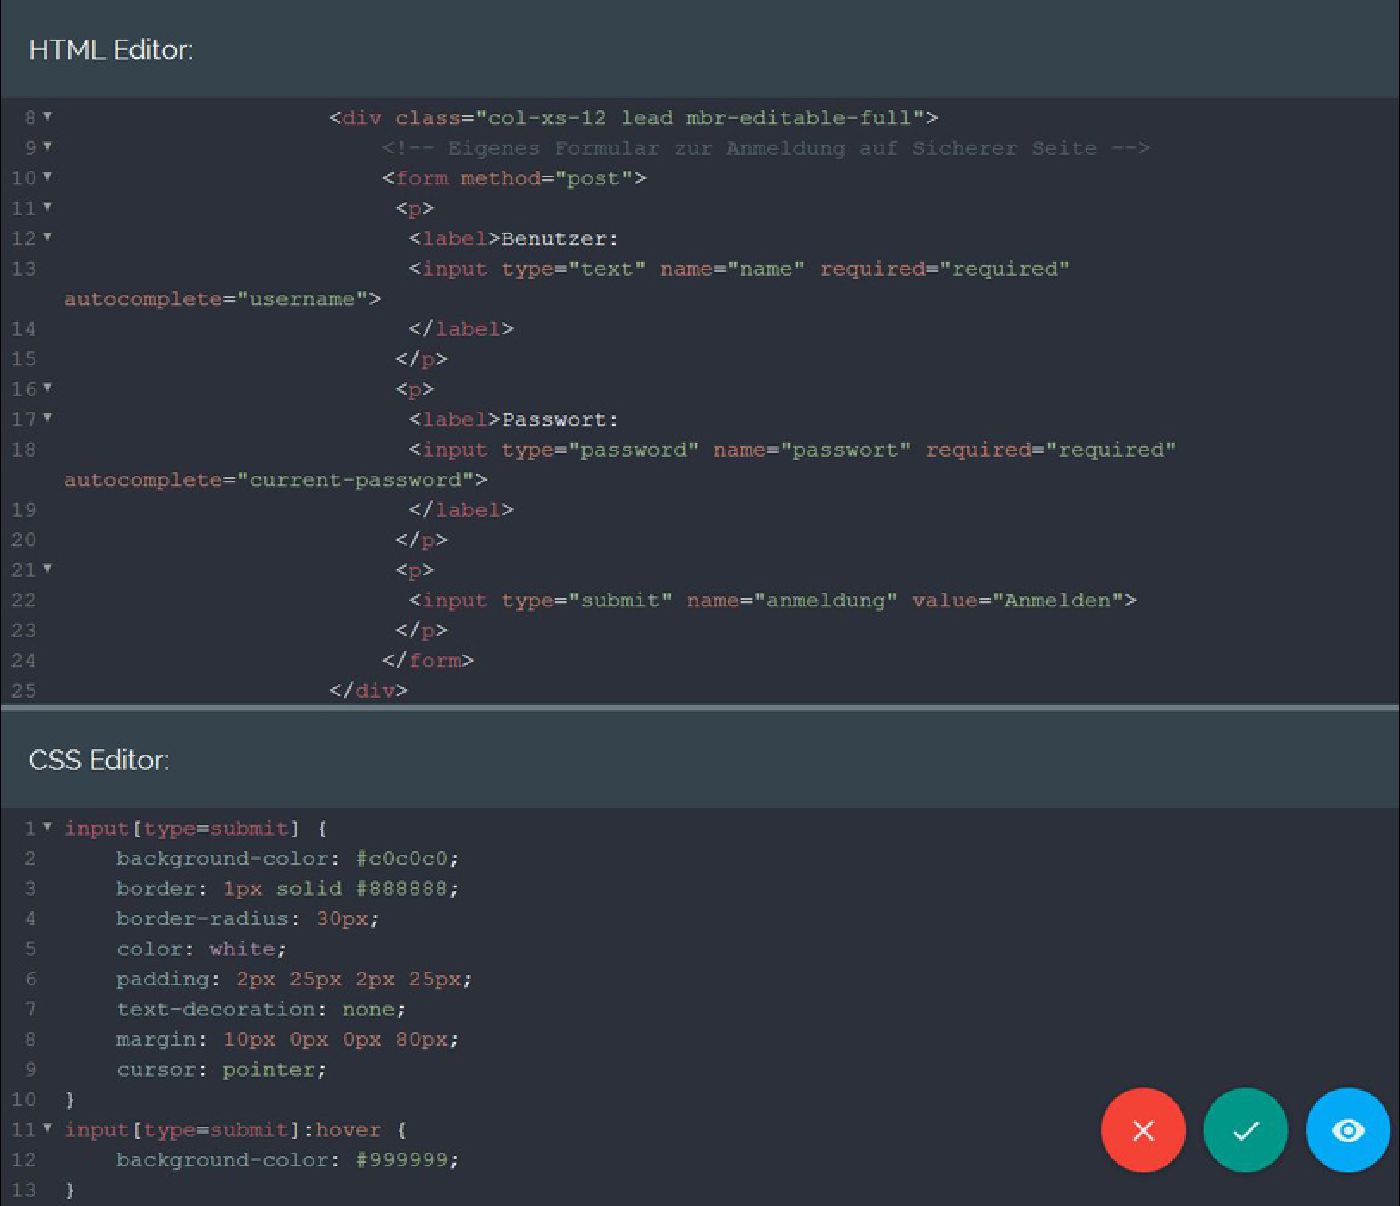 HTML Editor:
8 <div class="col-xs-12 lead mbr-editable-full">
9 <!-- Eigenes Formular zur Anmeldung auf Sicherer Seite -->
10 <form method="post">
11 <p>
12 <label>Benutzer:
13 <input type="text" name="name" required="required"
autocomplete="username">
14 </label>
15 </p>
16 <p>
17 <label>Passwort:
18 <input type="password" name="passwort" required="required"
autocomplete="current-password">
19 </label>
20 </p>
21 <p>
22 <input type="submit" name="anmeldung" value="Anmelden">
23 </p>
24 </form>
25 </div>
CSS Editor:
1 input[type=submit] {
2 background-color: #c0c0c0;
3 border: 1px solid #888888;
4 border-radius: 30px;
5 color: white;
6 padding: 2px 25px 2px 25px;
7 text-decoration: none;
8 margin: 10px 0px 0px 80px;
9 cursor: pointer;
10 }
11 input[type=submit]:hover {
12 background-color: #999999;
13 }